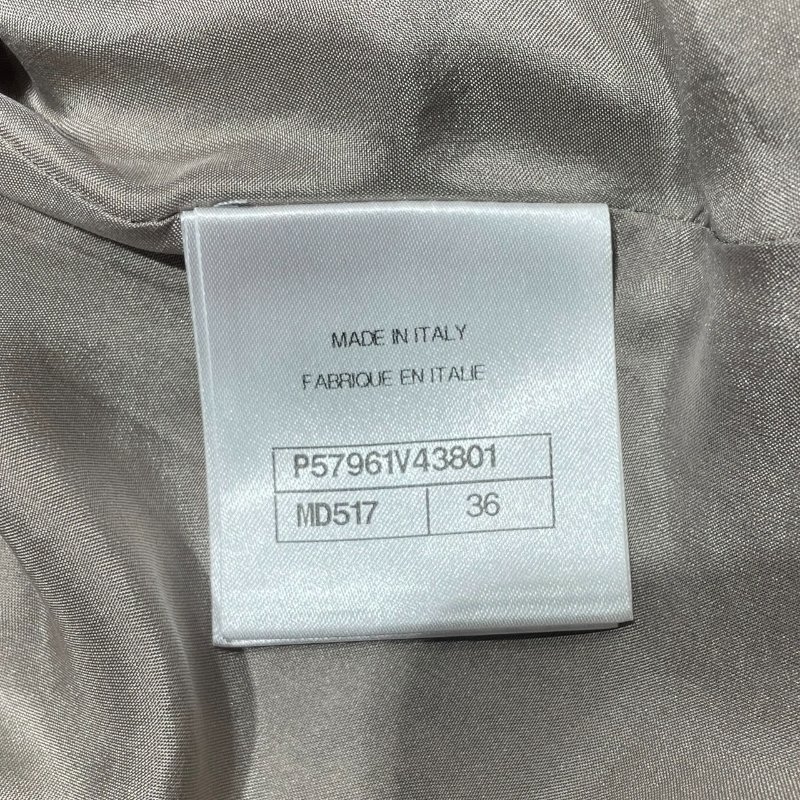 MADE IN ITALY
FABRIQUE EN ITALIE
P57961V43801
MD517 36